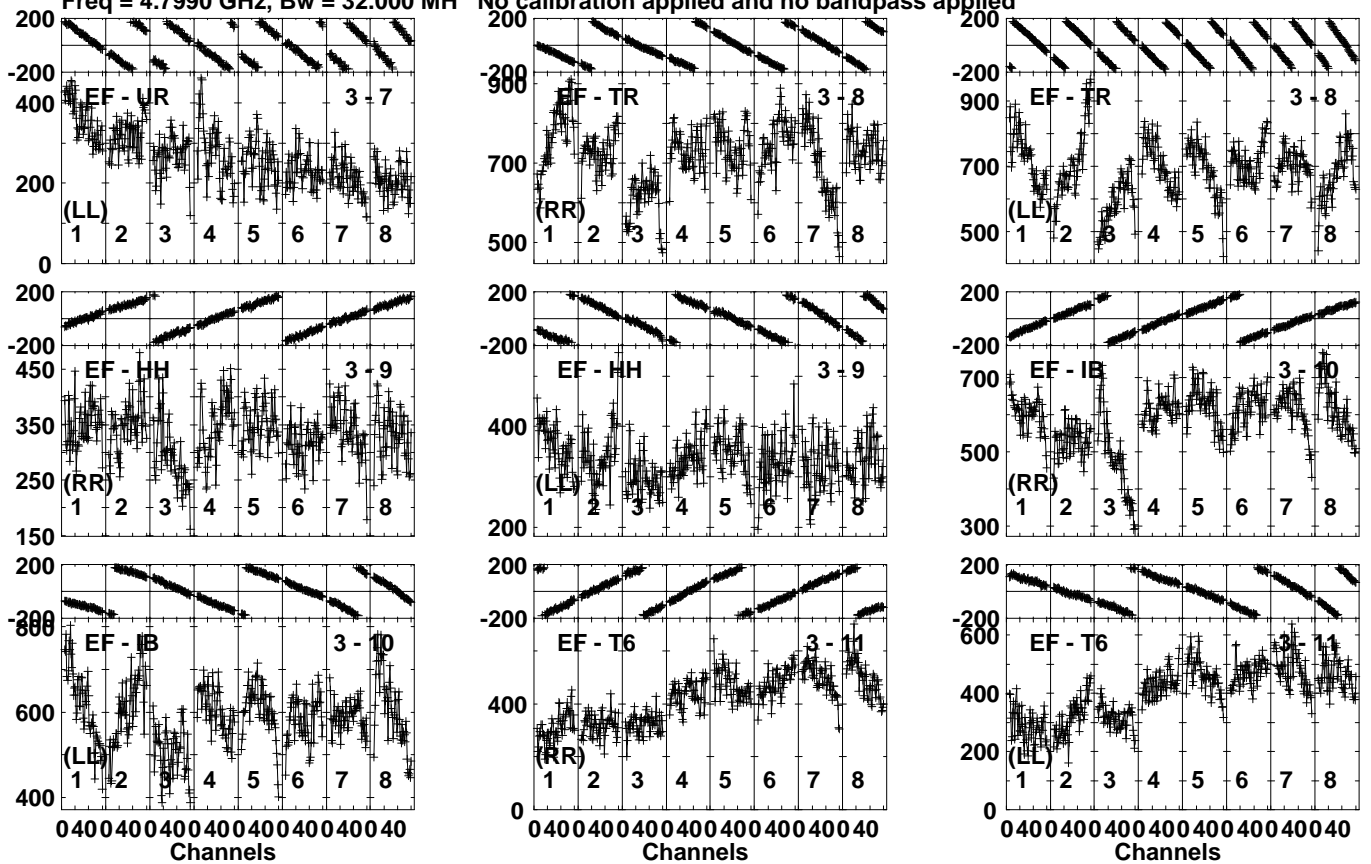 Freq = 4.7990 GHz, Bw = 32.000 MH No calibration applied and no bandpass applied
200 200 200
-200 -200 -200
EF - UR 3 - 7 EF - TR 3 - 8 EF - TR 3 - 8
400 900 900
200 700 700
0 500 500
(LL) (RR) (LL)
1 2 3 4 5 6 7 8 1 2 3 4 5 6 7 8 1 2 3 4 5 6 7 8
200 200 200
-200 -200 -200
EF - HH 3 - 9 EF - HH 3 - 9 EF - IB 3 - 10
450 400 700
350 200 500
250 300
150
(RR) (LL) (RR)
1 2 3 4 5 6 7 8 1 2 3 4 5 6 7 8 1 2 3 4 5 6 7 8
200 200 200
-200 -200 -200
EF - IB 3 - 10 EF - T6 3 - 11 EF - T6 3 - 11
800 400 600
600 0 400
400 200
0
(LL) (RR) (LL)
1 2 3 4 5 6 7 8 1 2 3 4 5 6 7 8 1 2 3 4 5 6 7 8
0 40 0 40 0 40 0 40 0 40 0 40 0 40 0 40 0 40 0 40 0 40 0 40 0 40 0 40 0 40 0 40 0 40 0 40 0 40 0 40 0 40 0 40 0 40 0 40
Channels Channels Channels